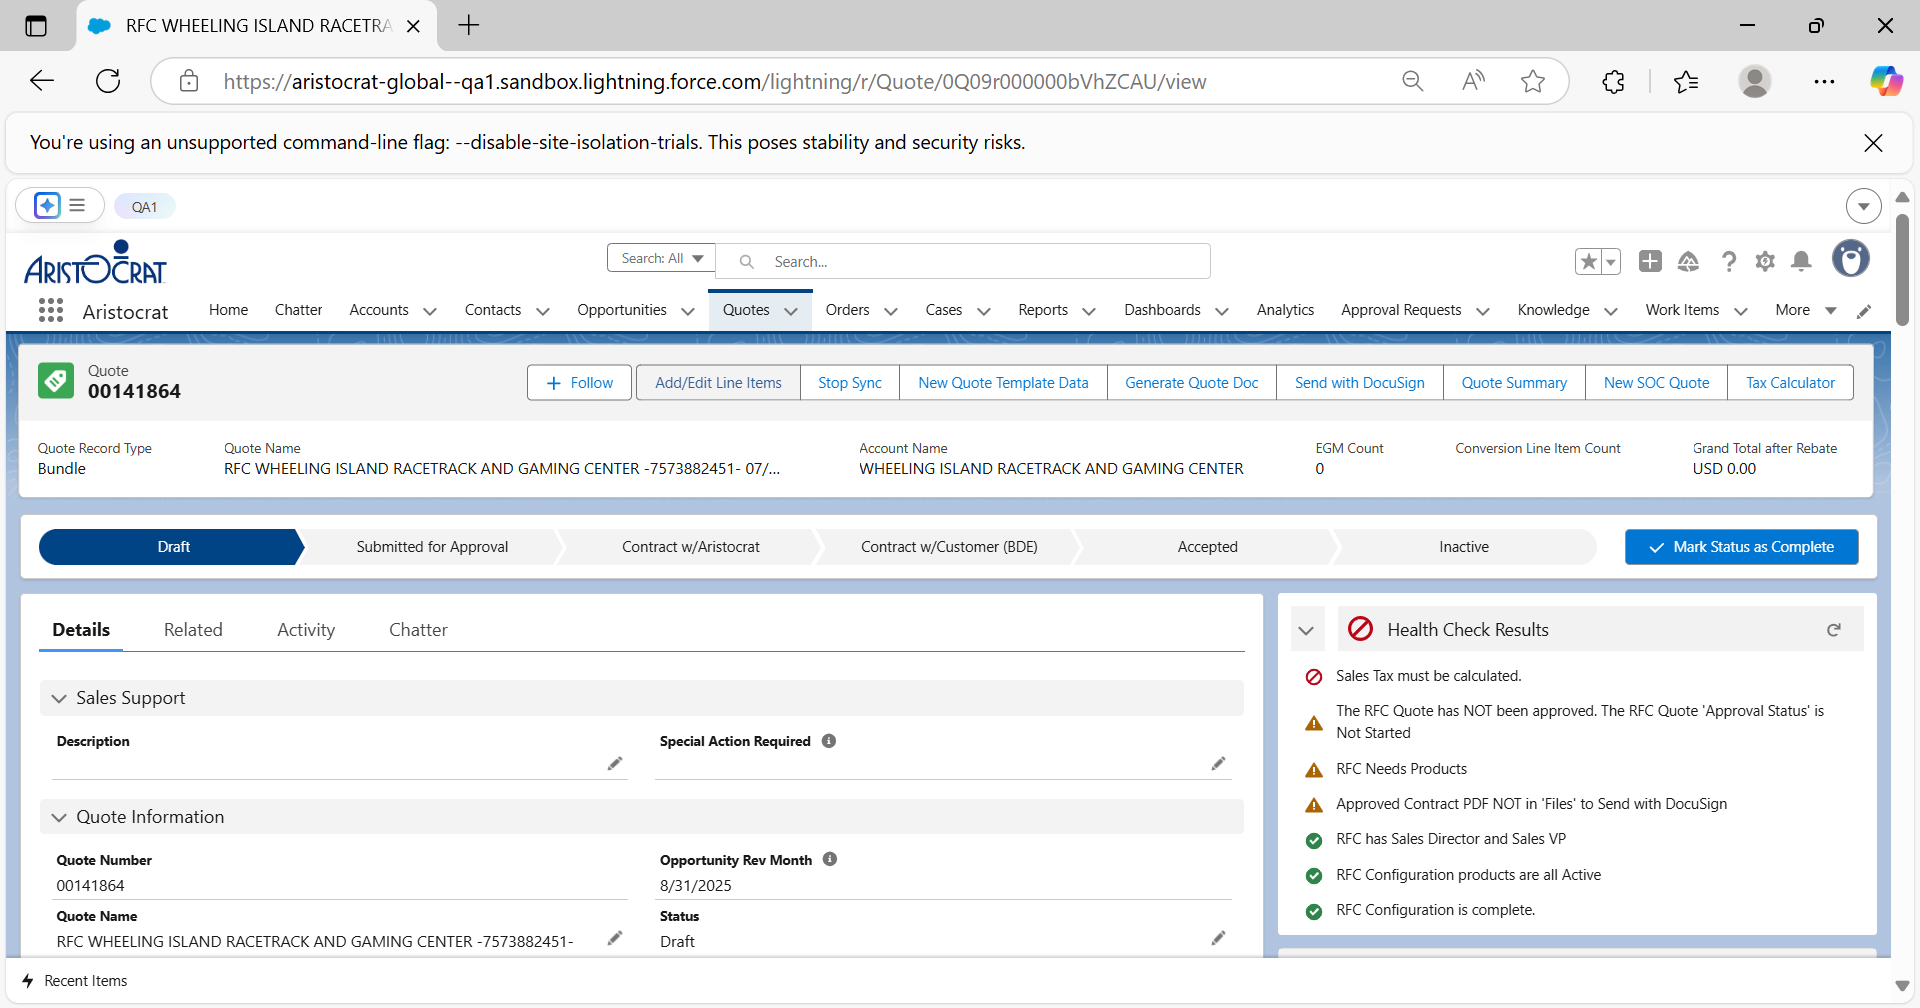 RFC WHEELING ISLAND RACETRA
https://aristocrat-global--qa1.sandbox.lightning.force.com/lightning/r/Quote/0Q09r000000bVhZCAU/view
You're using an unsupported command-line flag: --disable-site-isolation-trials. This poses stability and security risks.
QA1
ARISTOCRAT
Search: All
Search...
Aristocrat
Home
Chatter
Accounts
Contacts
Opportunities
Quotes
Orders
Cases
Reports
Dashboards
Analytics
Approval Requests
Knowledge
Work Items
More
Quote
00141864
Follow
Add/Edit Line Items
Stop Sync
New Quote Template Data
Generate Quote Doc
Send with DocuSign
Quote Summary
New SOC Quote
Tax Calculator
Quote Record Type
Bundle
Quote Name
RFC WHEELING ISLAND RACETRACK AND GAMING CENTER -7573882451- 07/...
Account Name
WHEELING ISLAND RACETRACK AND GAMING CENTER
EGM Count
0
Conversion Line Item Count
Grand Total after Rebate
USD 0.00
Draft
Submitted for Approval
Contract w/Aristocrat
Contract w/Customer (BDE)
Accepted
Inactive
Mark Status as Complete
Details
Related
Activity
Chatter
Sales Support
Description
Special Action Required
Quote Information
Quote Number
00141864
Opportunity Rev Month
8/31/2025
Quote Name
RFC WHEELING ISLAND RACETRACK AND GAMING CENTER -7573882451-
Status
Draft
Health Check Results
Sales Tax must be calculated.
The RFC Quote has NOT been approved. The RFC Quote 'Approval Status' is
Not Started
RFC Needs Products
Approved Contract PDF NOT in 'Files' to Send with DocuSign
RFC has Sales Director and Sales VP
RFC Configuration products are all Active
RFC Configuration is complete.
Recent Items